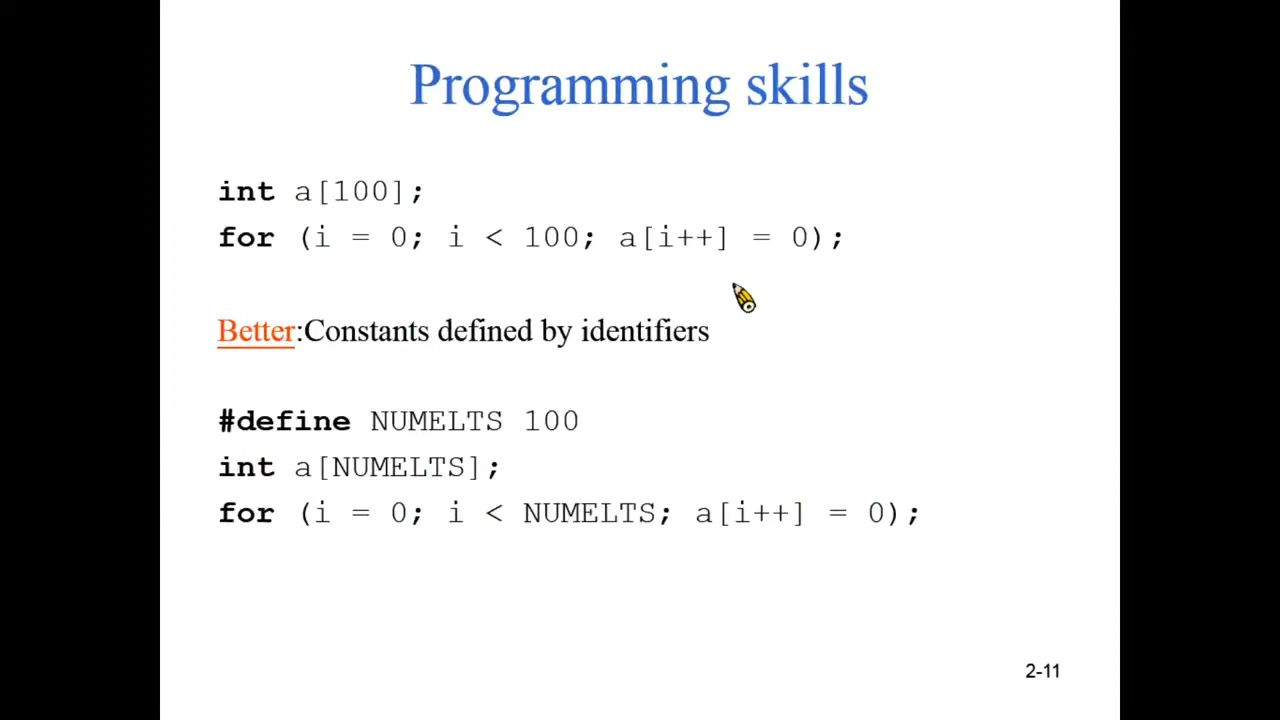 Programming skills
int a[100];
for (i = 0; i < 100; a[i++] = 0);
Better:Constants defined by identifiers
#define NUMELTS 100
int a[NUMELTS];
for (i = 0; i < NUMELTS; a[i++] = 0);
2-11